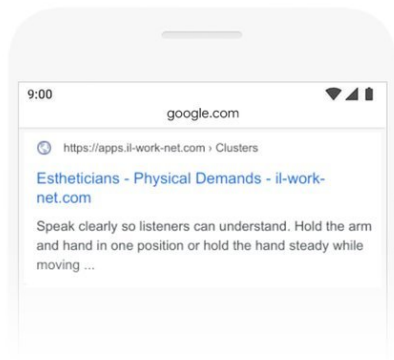 9:00
google.com
https://apps.il-work-net.com › Clusters
Estheticians - Physical Demands - il-work-
net.com
Speak clearly so listeners can understand. Hold the arm
and hand in one position or hold the hand steady while
moving ...